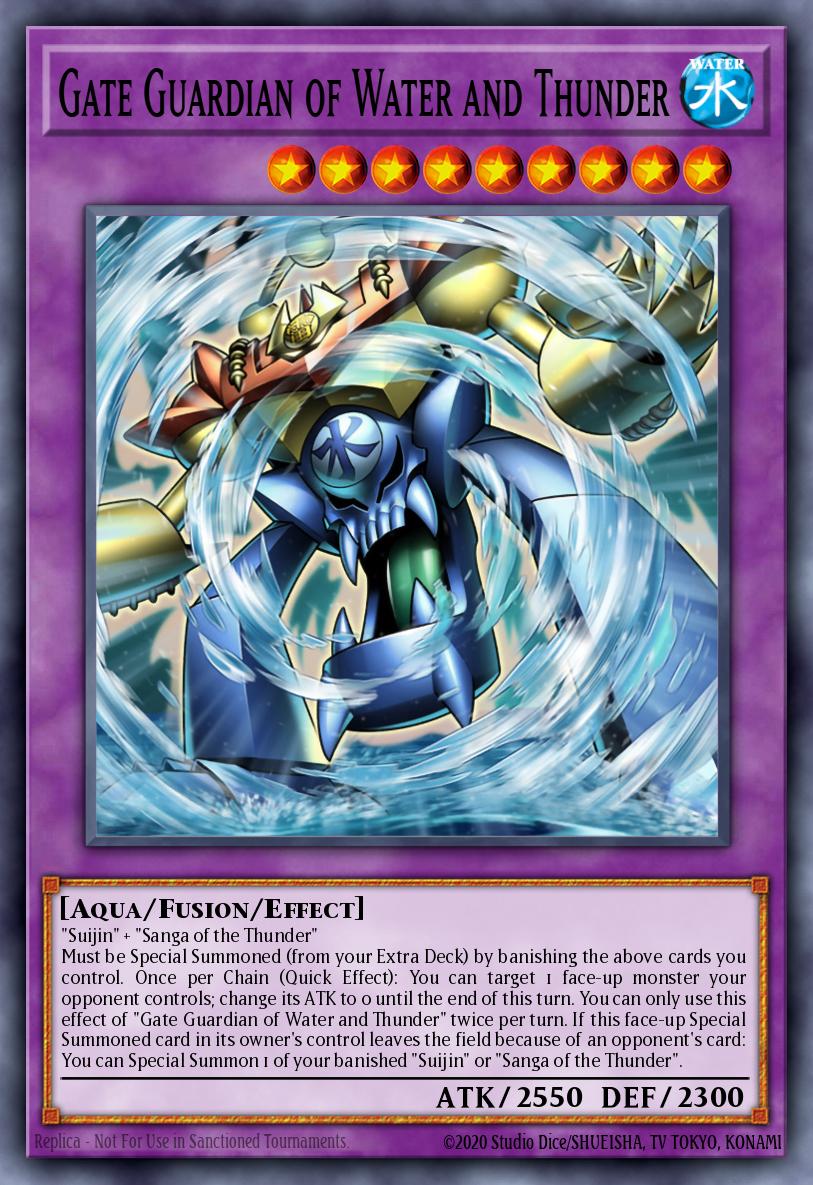 Gate Guardian of Water and Thunder
WATER
水
水
[Aqua/Fusion/Effect]
"Suijin" + "Sanga of the Thunder"
Must be Special Summoned (from your Extra Deck) by banishing the above cards you
control. Once per Chain (Quick Effect): You can target 1 face-up monster your
opponent controls; change its ATK to 0 until the end of this turn. You can only use this
effect of "Gate Guardian of Water and Thunder" twice per turn. If this face-up Special
Summoned card in its owner's control leaves the field because of an opponent's card:
You can Special Summon 1 of your banished "Suijin" or "Sanga of the Thunder".
ATK/2550 DEF/2300
Replica - Not For Use in Sanctioned Tournaments.
©2020 Studio Dice/SHUEISHA, TV TOKYO, KONAMI